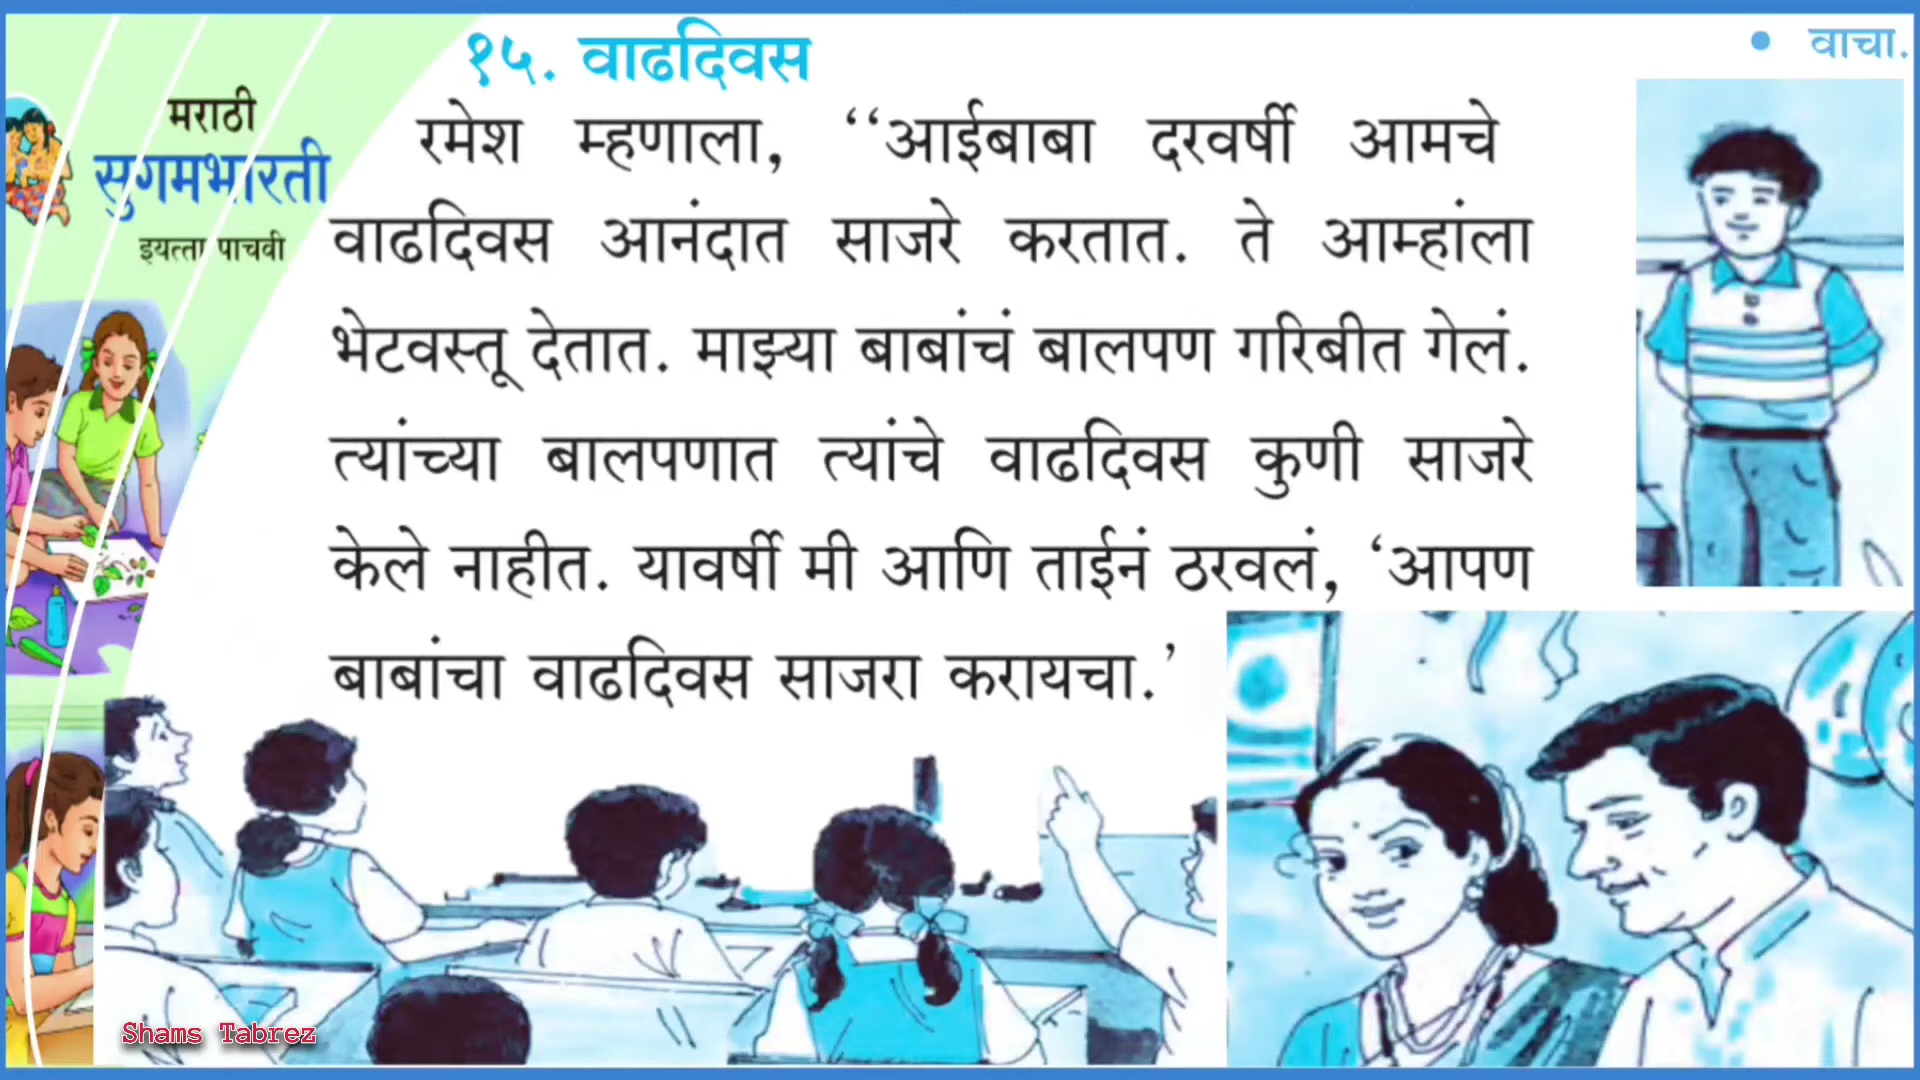 १५. वाढदिवस
• वाचा.
मराठी
सुगमभारती
इयत्ता पाचवी
रमेश म्हणाला, ‘‘आईबाबा दरवर्षी आमचे
वाढदिवस आनंदात साजरे करतात. ते आम्हांला
भेटवस्तू देतात. माझ्या बाबांचं बालपण गरिबीत गेलं.
त्यांच्या बालपणात त्यांचे वाढदिवस कुणी साजरे
केले नाहीत. यावर्षी मी आणि ताईनं ठरवलं, ‘आपण
बाबांचा वाढदिवस साजरा करायचा.’
Shams Tabrez